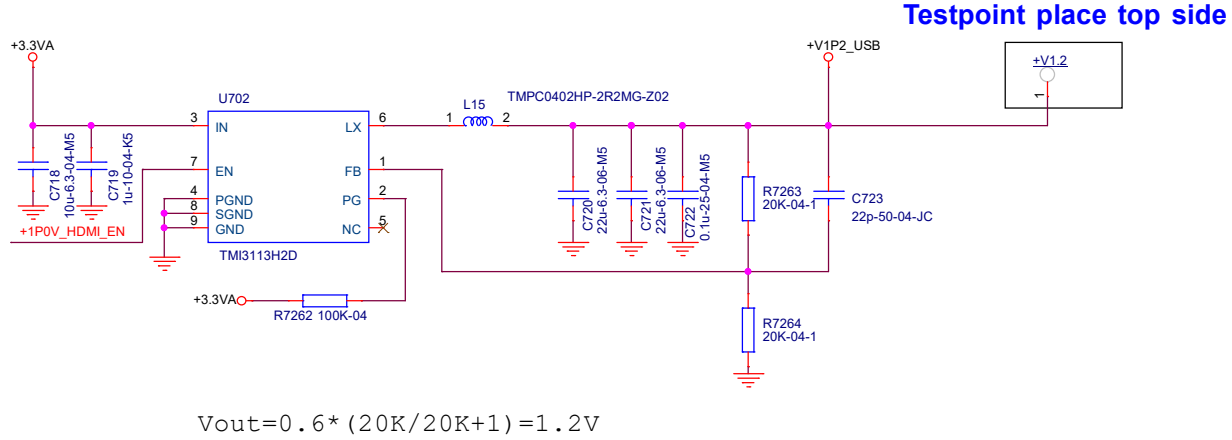 Testpoint place top side
+3.3VA
+V1P2_USB
+V1.2
1
U702
L15
TMPC0402HP-2R2MG-Z02
3
IN
LX
6
1
2
7
EN
FB
1
4
PGND
PG
2
8
SGND
9
GND
NC
5
TMI3113H2D
C718
10u-6.3-04-M5
C719
1u-10-04-K5
+1P0V_HDMI_EN
C720
22u-6.3-06-M5
C721
22u-6.3-06-M5
C722
0.1u-25-04-M5
R7263
20K-04-1
C723
22p-50-04-JC
+3.3VA
R7262 100K-04
R7264
20K-04-1
Vout=0.6*(20K/20K+1)=1.2V